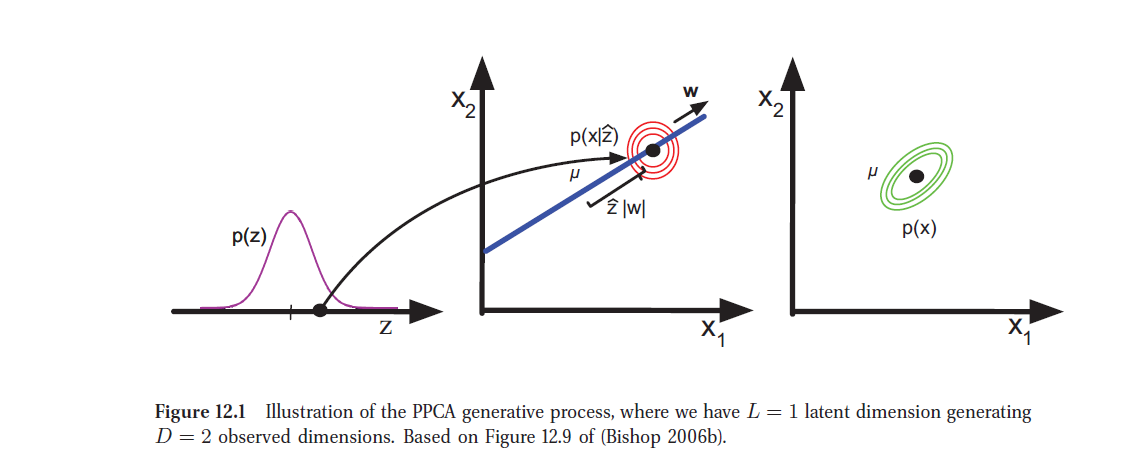 w
X2
X2
p(x|ẑ)
μ
μ
ẑ |w|
p(z)
p(x)
z
X1
X1
Figure 12.1 Illustration of the PPCA generative process, where we have L = 1 latent dimension generating
D = 2 observed dimensions. Based on Figure 12.9 of (Bishop 2006b).